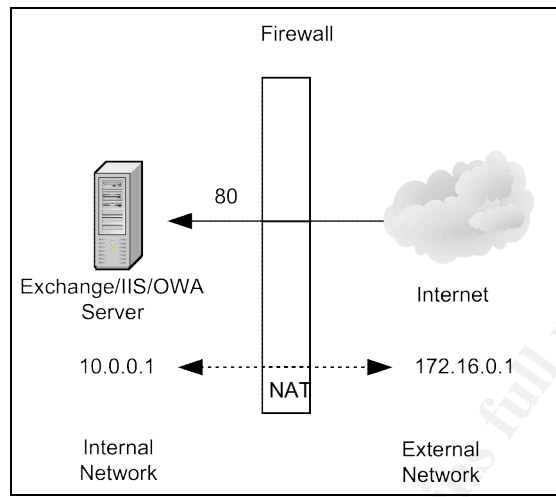 Firewall
80
Exchange/IIS/OWA
Server
Internet
10.0.0.1
172.16.0.1
NAT
Internal
Network
External
Network